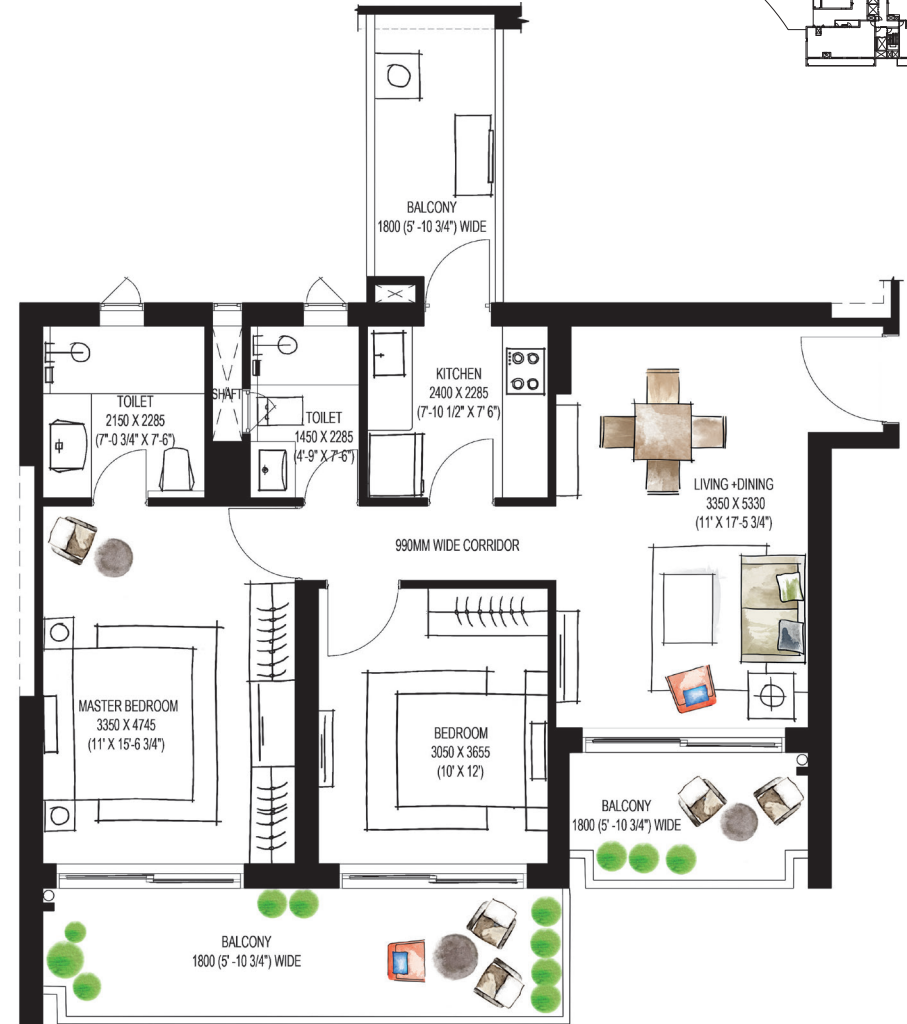 BALCONY
1800 (5' -10 3/4") WIDE
TOILET
2150 X 2285
(7"-0 3/4" X 7'-6")
SHAFT
TOILET
1450 X 2285
(4'-9" X 7'-6")
KITCHEN
2400 X 2285
(7'-10 1/2" X 7' 6")
LIVING +DINING
3350 X 5330
(11' X 17'-5 3/4")
990MM WIDE CORRIDOR
MASTER BEDROOM
3350 X 4745
(11' X 15'-6 3/4")
BEDROOM
3050 X 3655
(10' X 12')
BALCONY
1800 (5' -10 3/4") WIDE
BALCONY
1800 (5' -10 3/4") WIDE